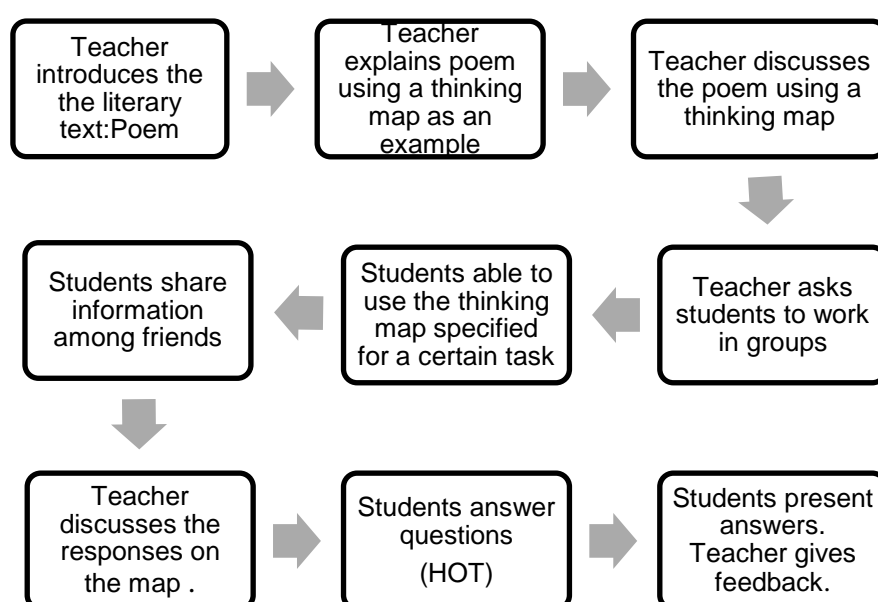 Teacher
introduces the
the literary
text:Poem
Teacher
explains poem
using a thinking
map as an
example
Teacher discusses
the poem using a
thinking map
Teacher asks
students to work
in groups
Students able to
use the thinking
map specified
for a certain task
Students share
information
among friends
Teacher
discusses the
responses on
the map .
Students answer
questions
(HOT)
Students present
answers.
Teacher gives
feedback.